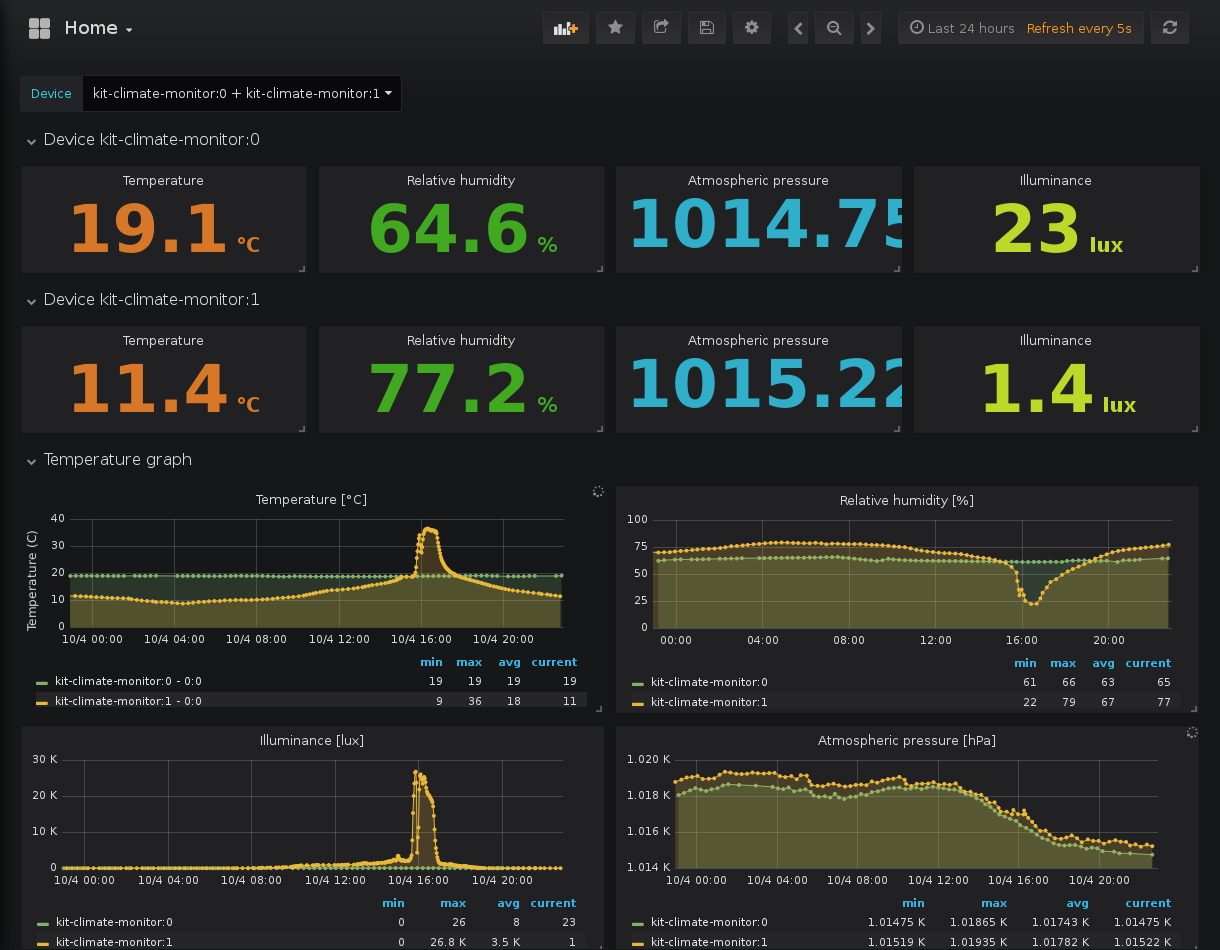 Home
Last 24 hours Refresh every 5s
Device kit-climate-monitor:0 + kit-climate-monitor:1
Device kit-climate-monitor:0
Temperature Relative humidity Atmospheric pressure Illuminance
19.1 °C 64.6 % 1014.75 23 lux
Device kit-climate-monitor:1
Temperature Relative humidity Atmospheric pressure Illuminance
11.4 °C 77.2 % 1015.22 1.4 lux
Temperature graph
Temperature [°C]
Temperature (C)
40
30
20
10
0
10/4 00:00 10/4 04:00 10/4 08:00 10/4 12:00 10/4 16:00 10/4 20:00
min max avg current
kit-climate-monitor:0 - 0:0 19 19 19 19
kit-climate-monitor:1 - 0:0 9 36 18 11
Relative humidity [%]
100
75
50
25
0
00:00 04:00 08:00 12:00 16:00 20:00
min max avg current
kit-climate-monitor:0 61 66 63 65
kit-climate-monitor:1 22 79 67 77
Illuminance [lux]
30 K
20 K
10 K
0
10/4 00:00 10/4 04:00 10/4 08:00 10/4 12:00 10/4 16:00 10/4 20:00
min max avg current
kit-climate-monitor:0 0 26 8 23
kit-climate-monitor:1 0 26.8 K 3.5 K 1
Atmospheric pressure [hPa]
1.020 K
1.018 K
1.016 K
1.014 K
10/4 00:00 10/4 04:00 10/4 08:00 10/4 12:00 10/4 16:00 10/4 20:00
min max avg current
kit-climate-monitor:0 1.01475 K 1.01865 K 1.01743 K 1.01475 K
kit-climate-monitor:1 1.01519 K 1.01935 K 1.01782 K 1.01522 K